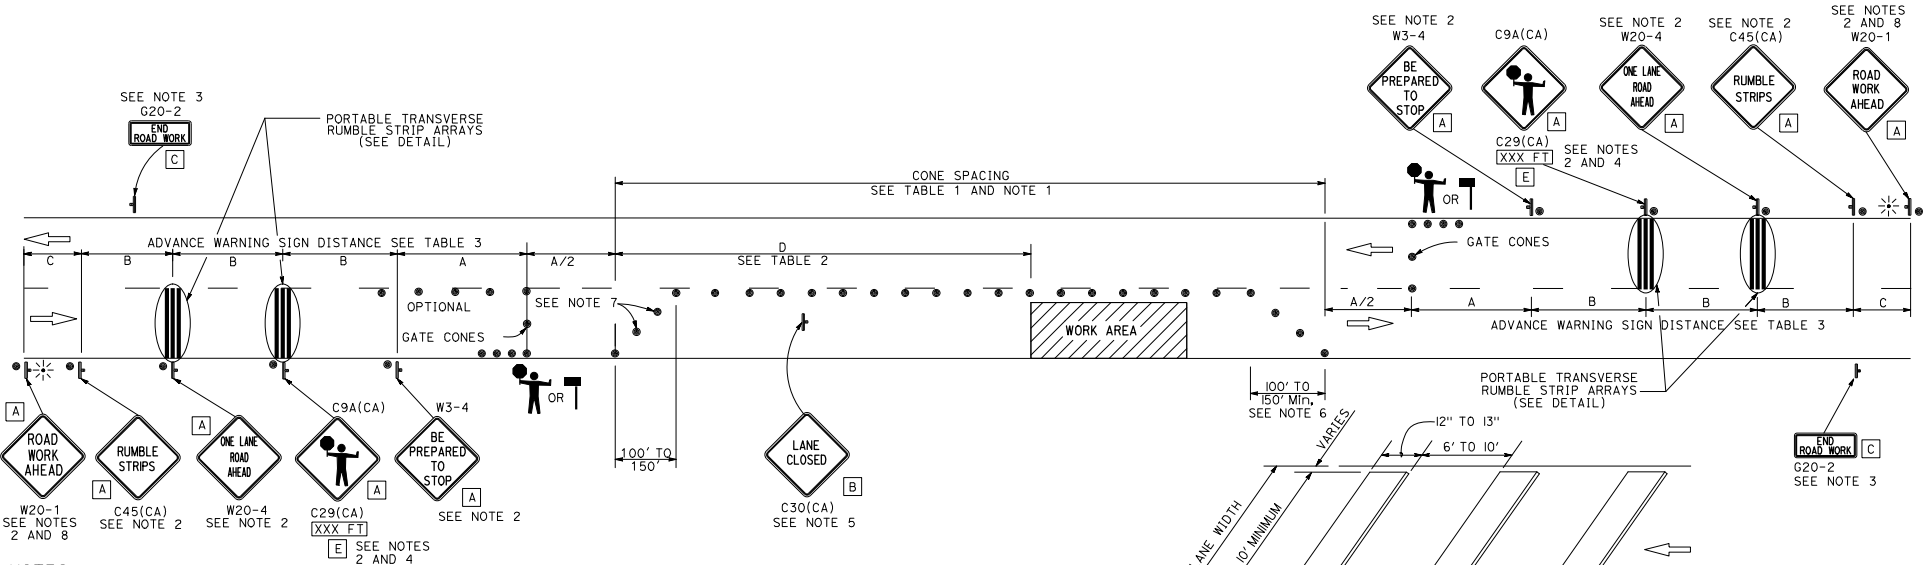 SEE NOTE 3
G20-2
END
ROAD WORK
C
PORTABLE TRANSVERSE
RUMBLE STRIP ARRAYS
(SEE DETAIL)
CONE SPACING
SEE TABLE 1 AND NOTE 1
SEE NOTE 2
W3-4
BE
PREPARED
TO
STOP
A
C9A(CA)
A
C29(CA)
XXX FT
E
SEE NOTES
2 AND 4
SEE NOTE 2
W20-4
ONE LANE
ROAD
AHEAD
A
SEE NOTE 2
C45(CA)
RUMBLE
STRIPS
A
SEE NOTES
2 AND 8
W20-1
ROAD
WORK
AHEAD
A
OR
GATE CONES
ADVANCE WARNING SIGN DISTANCE SEE TABLE 3
C
B
B
B
A
A/2
D
SEE TABLE 2
OPTIONAL
SEE NOTE 7
GATE CONES
WORK AREA
A/2
A
B
B
B
C
ADVANCE WARNING SIGN DISTANCE SEE TABLE 3
OR
100' TO
150'
100' TO
150' Min,
SEE NOTE 6
PORTABLE TRANSVERSE
RUMBLE STRIP ARRAYS
(SEE DETAIL)
A
ROAD
WORK
AHEAD
W20-1
SEE NOTES
2 AND 8
RUMBLE
STRIPS
A
C45(CA)
SEE NOTE 2
A
ONE LANE
ROAD
AHEAD
W20-4
SEE NOTE 2
C9A(CA)
A
C29(CA)
XXX FT
E
SEE NOTES
2 AND 4
W3-4
BE
PREPARED
TO
STOP
A
SEE NOTE 2
LANE
CLOSED
B
C30(CA)
SEE NOTE 5
END
ROAD WORK
C
G20-2
SEE NOTE 3
VARIES
12" TO 13"
6' TO 10'
LANE WIDTH
10' MINIMUM